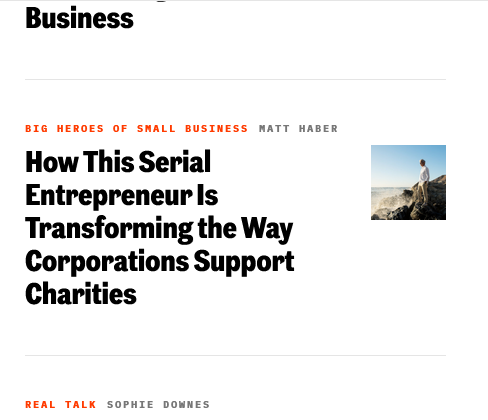 Business
BIG HEROES OF SMALL BUSINESS MATT HABER
How This Serial
Entrepreneur Is
Transforming the Way
Corporations Support
Charities
REAL TALK SOPHIE DOWNES